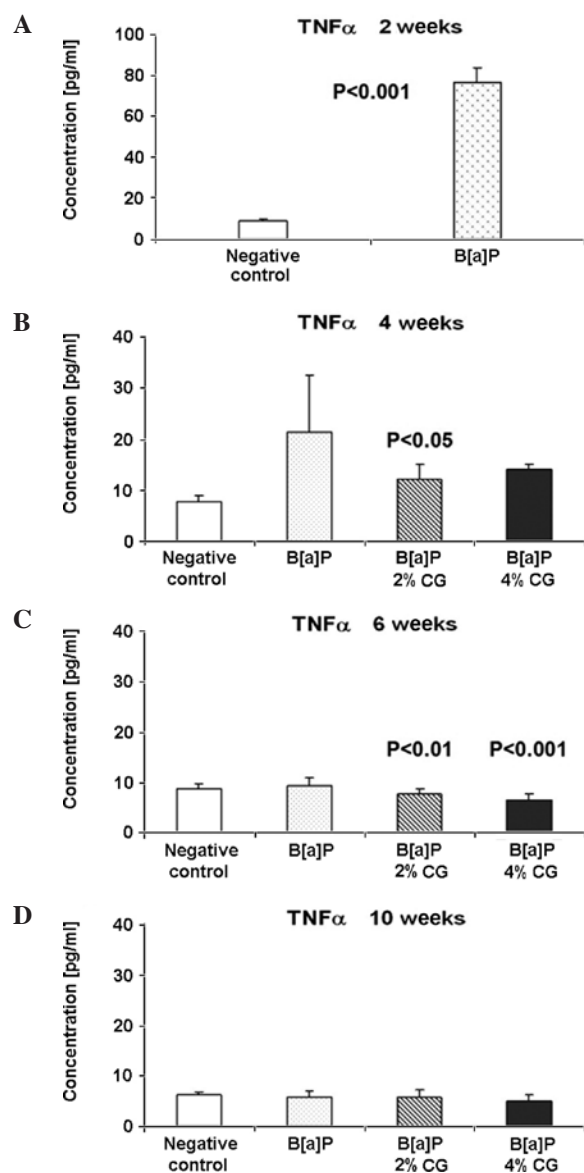 A
TNFα 2 weeks
Concentration [pg/ml]
100
80
60
40
20
0
P<0.001
Negative
control
B[a]P
B
TNFα 4 weeks
Concentration [pg/ml]
40
30
20
10
0
P<0.05
Negative
control
B[a]P
B[a]P
2% CG
B[a]P
4% CG
C
TNFα 6 weeks
Concentration [pg/ml]
40
30
20
10
0
P<0.01
P<0.001
Negative
control
B[a]P
B[a]P
2% CG
B[a]P
4% CG
D
TNFα 10 weeks
Concentration [pg/ml]
40
30
20
10
0
Negative
control
B[a]P
B[a]P
2% CG
B[a]P
4% CG